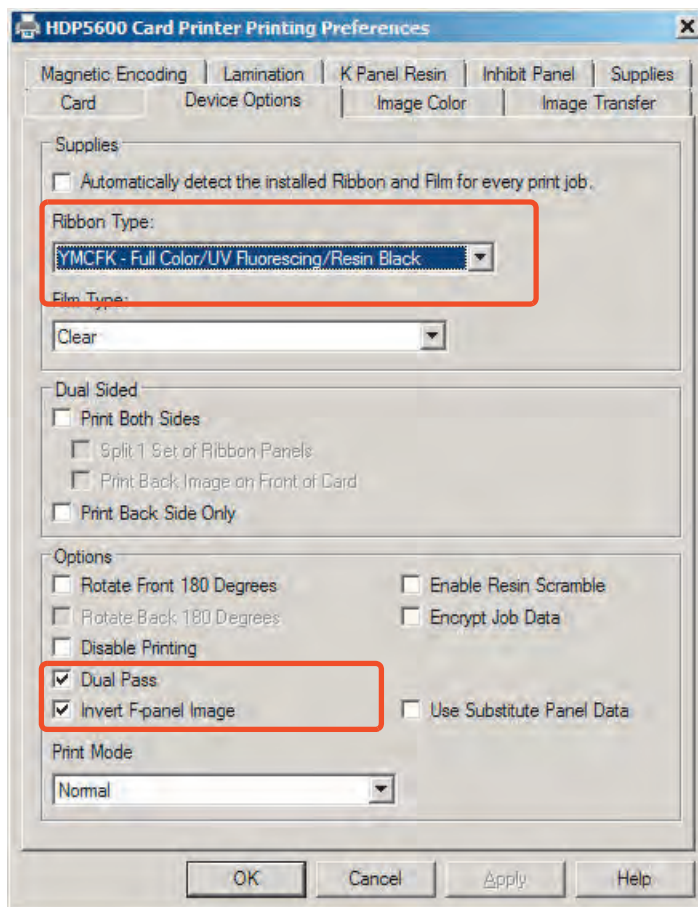 HDP5600 Card Printer Printing Preferences
Magnetic Encoding Lamination K Panel Resin Inhibit Panel Supplies
Card Device Options Image Color Image Transfer
Supplies
Automatically detect the installed Ribbon and Film for every print job.
Ribbon Type:
YMCFK - Full Color/UV Fluorescing/Resin Black
Film Type:
Clear
Dual Sided
Print Both Sides
Split 1 Set of Ribbon Panels
Print Back Image on Front of Card
Print Back Side Only
Options
Rotate Front 180 Degrees Enable Resin Scramble
Rotate Back 180 Degrees Encrypt Job Data
Disable Printing
Dual Pass
Invert F-panel Image Use Substitute Panel Data
Print Mode
Normal
OK Cancel Apply Help